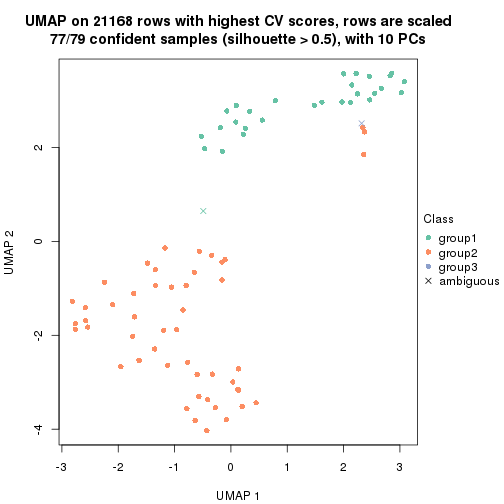 UMAP on 21168 rows with highest CV scores, rows are scaled
77/79 confident samples (silhouette > 0.5), with 10 PCs
2
0
-2
-4
UMAP 2
-3 -2 -1 0 1 2 3
UMAP 1
Class
group1
group2
group3
ambiguous